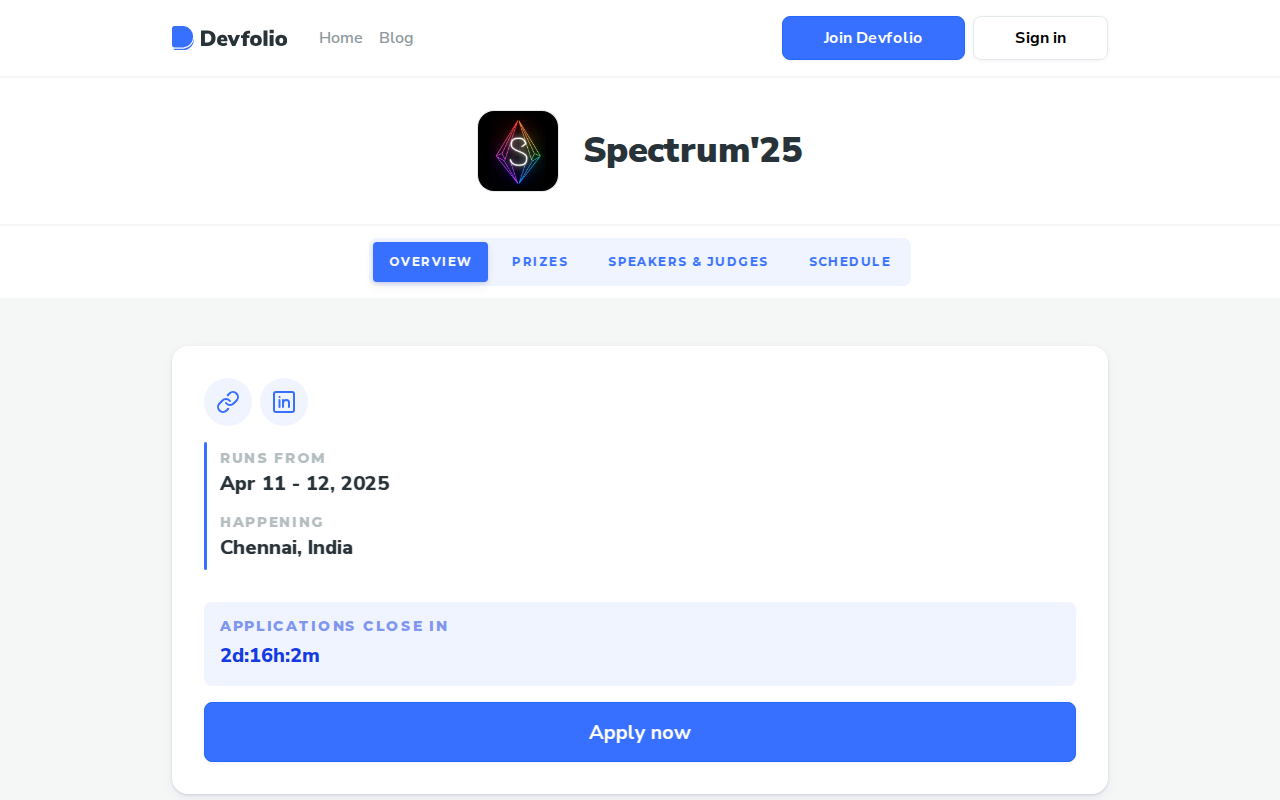 Devfolio
Home
Blog
Join Devfolio
Sign in
S
Spectrum'25
OVERVIEW
PRIZES
SPEAKERS & JUDGES
SCHEDULE
in
RUNS FROM
Apr 11 - 12, 2025
HAPPENING
Chennai, India
APPLICATIONS CLOSE IN
2d:16h:2m
Apply now